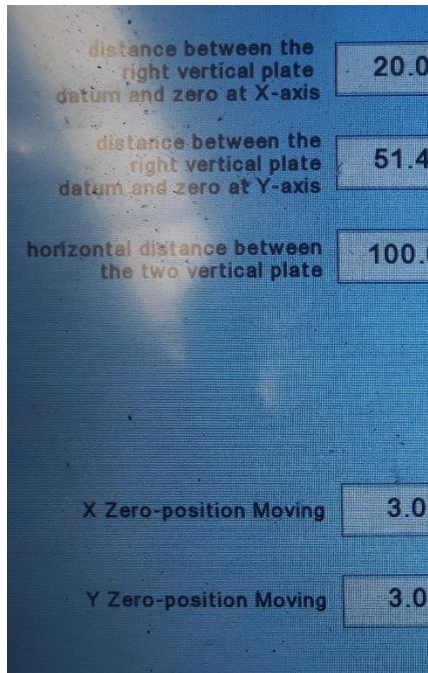 distance between the
right vertical plate
datum and zero at X-axis
20.0
distance between the
right vertical plate
datum and zero at Y-axis
51.4
horizontal distance between
the two vertical plate
100.
X Zero-position Moving
3.0
Y Zero-position Moving
3.0